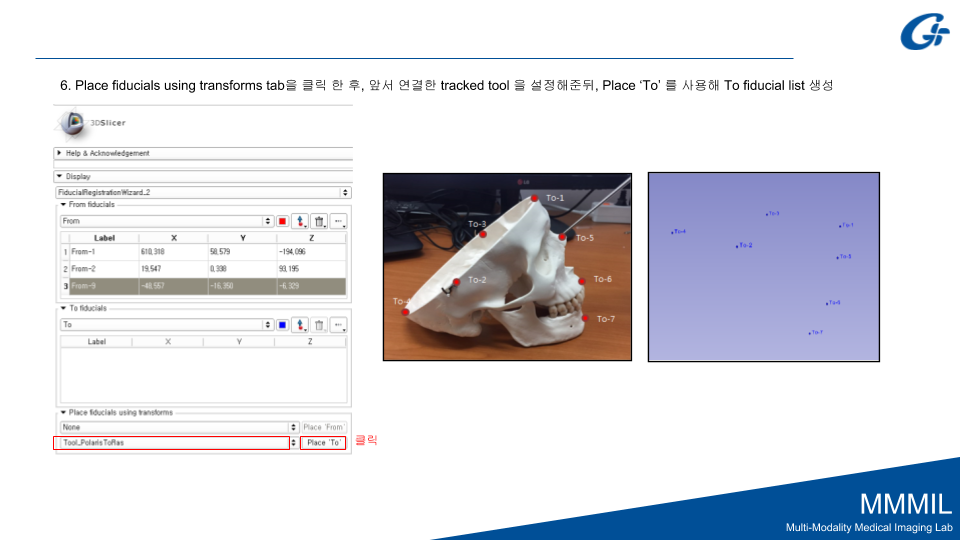 6. Place fiducials using transforms tab을 클릭 한 후, 앞서 연결한 tracked tool 을 설정해준뒤, Place ‘To’ 를 사용해 To fiducial list 생성
3DSlicer
Help & Acknowledgement
Display
FiducialRegistrationWizard_2
From fiducials
From
Label X Y Z
1 From-1 610,318 58,579 -194,096
2 From-2 19,547 0,338 93,195
3 From-3 -48,557 -16,350 -6,329
To fiducials
To
Label X Y Z
Place fiducials using transforms
None Place 'From'
Tool_PolarisToRas Place 'To'
클릭
To-1
To-3
To-5
To-2
To-6
To-4
To-7
To-3
To-1
To-4
To-2
To-5
To-6
To-7
MMMIL
Multi-Modality Medical Imaging Lab